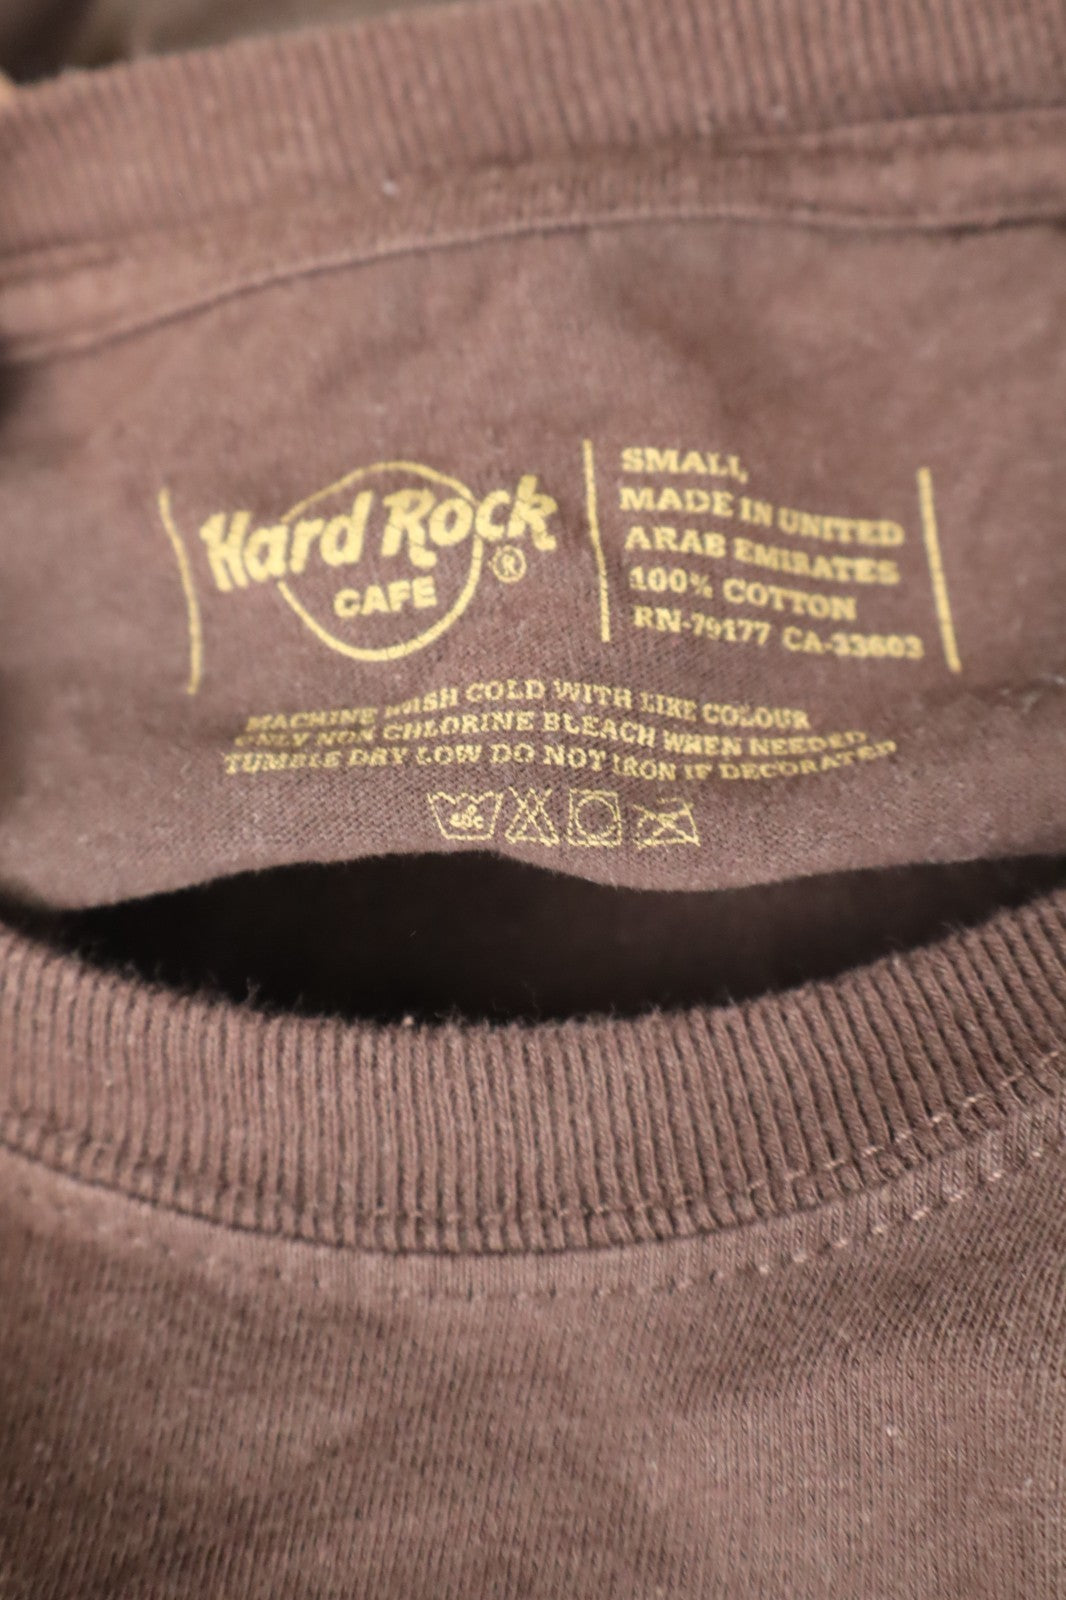 Hard Rock ®
CAFE
SMALL
MADE IN UNITED
ARAB EMIRATES
100% COTTON
RN-79177 CA-33603
MACHINE WASH COLD WITH LIKE COLOUR
ONLY NON CHLORINE BLEACH WHEN NEEDED
TUMBLE DRY LOW DO NOT IRON IF DECORATED
40c